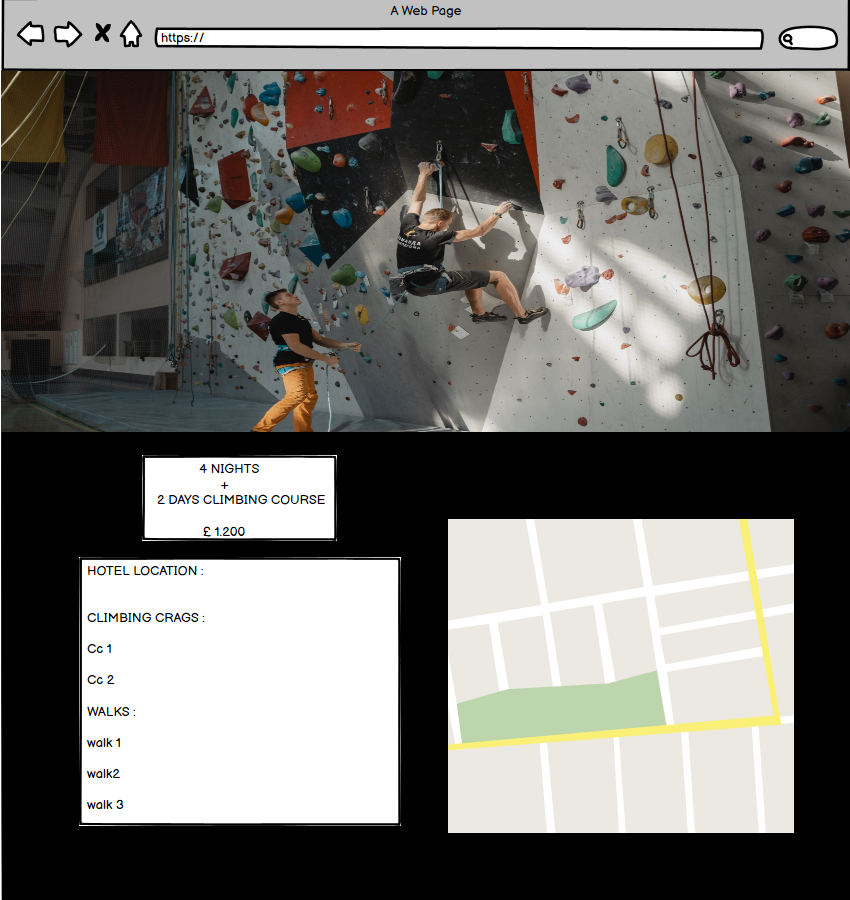 A Web Page
https://
4 NIGHTS
+
2 DAYS CLIMBING COURSE
£ 1.200
HOTEL LOCATION :
CLIMBING CRAGS :
Cc 1
Cc 2
WALKS :
walk 1
walk2
walk 3